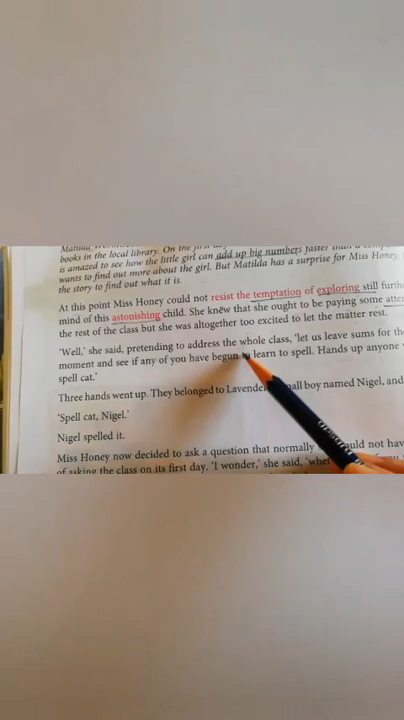 books in the local library. On the
is amazed to see how the little girl can add up big numbers faster than a
wants to find out more about the girl. But Matilda has a surprise for Miss Honey.
the story to find out what it is.
At this point Miss Honey could not resist the temptation of exploring still
mind of this astonishing child. She knew that she ought to be paying some
the rest of the class but she was altogether too excited to let the matter rest.
'Well,' she said, pretending to address the whole class, 'let us leave sums for the
moment and see if any of you have begun to learn to spell. Hands up anyone
spell cat.'
Three hands went up. They belonged to Lavender, small boy named Nigel, and
'Spell cat, Nigel.'
Nigel spelled it.
Miss Honey now decided to ask a question that normally not
of asking the class on its first day. 'I wonder,' she said,